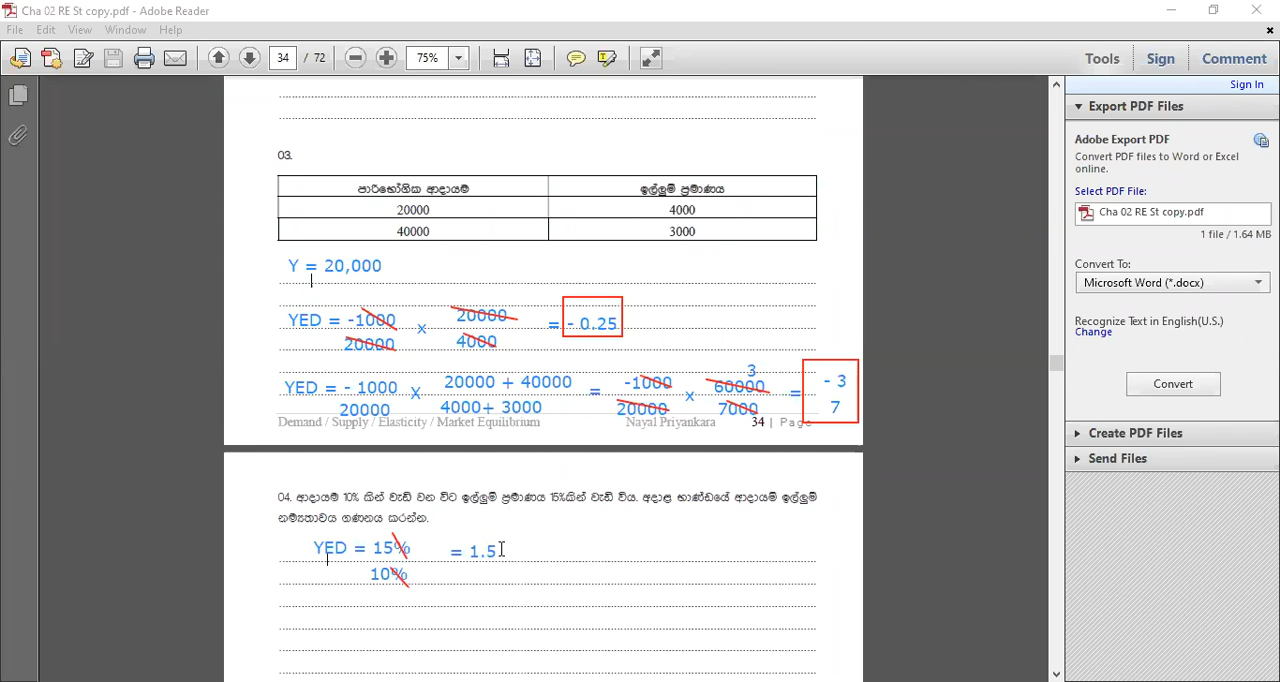 Cha 02 RE St copy.pdf - Adobe Reader
File Edit View Window Help
34 / 72 75% Tools Sign Comment
Sign In
Export PDF Files
Adobe Export PDF
Convert PDF files to Word or Excel
online.
Select PDF File:
Cha 02 RE St copy.pdf
1 file / 1.64 MB
Convert To:
Microsoft Word (*.docx)
Recognize Text in English(U.S.)
Change
Convert
Create PDF Files
Send Files
03.
පාරිභෝගික ආදායම ඉල්ලුම් ප්‍රමාණය
20000 4000
40000 3000
Y = 20,000
YED = -1000 x 20000 = - 0.25
20000 4000
3
YED = - 1000 x 20000 + 40000 = -1000 x 60000 = - 3
20000 4000+ 3000 20000 7000 7
Demand / Supply / Elasticity / Market Equilibrium Nayal Priyankara 34 | Page
04. ආදායම 10% කින් වැඩි වන විට ඉල්ලුම් ප්‍රමාණය 15%කින් වැඩි විය. අදාළ භාණ්ඩයේ ආදායම් ඉල්ලුම්
නම්‍යතාවය ගණනය කරන්න.
YED = 15% = 1.5
10%